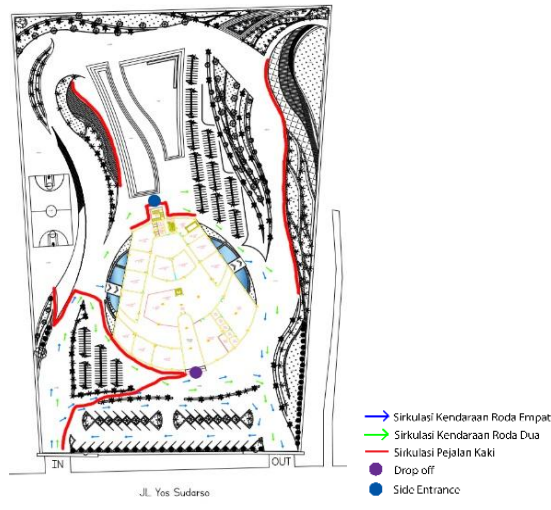 IN
OUT
JL. Yos Sudarso
Sirkulasi Kendaraan Roda Empat
Sirkulasi Kendaraan Roda Dua
Sirkulasi Pejalan Kaki
Drop off
Side Entrance